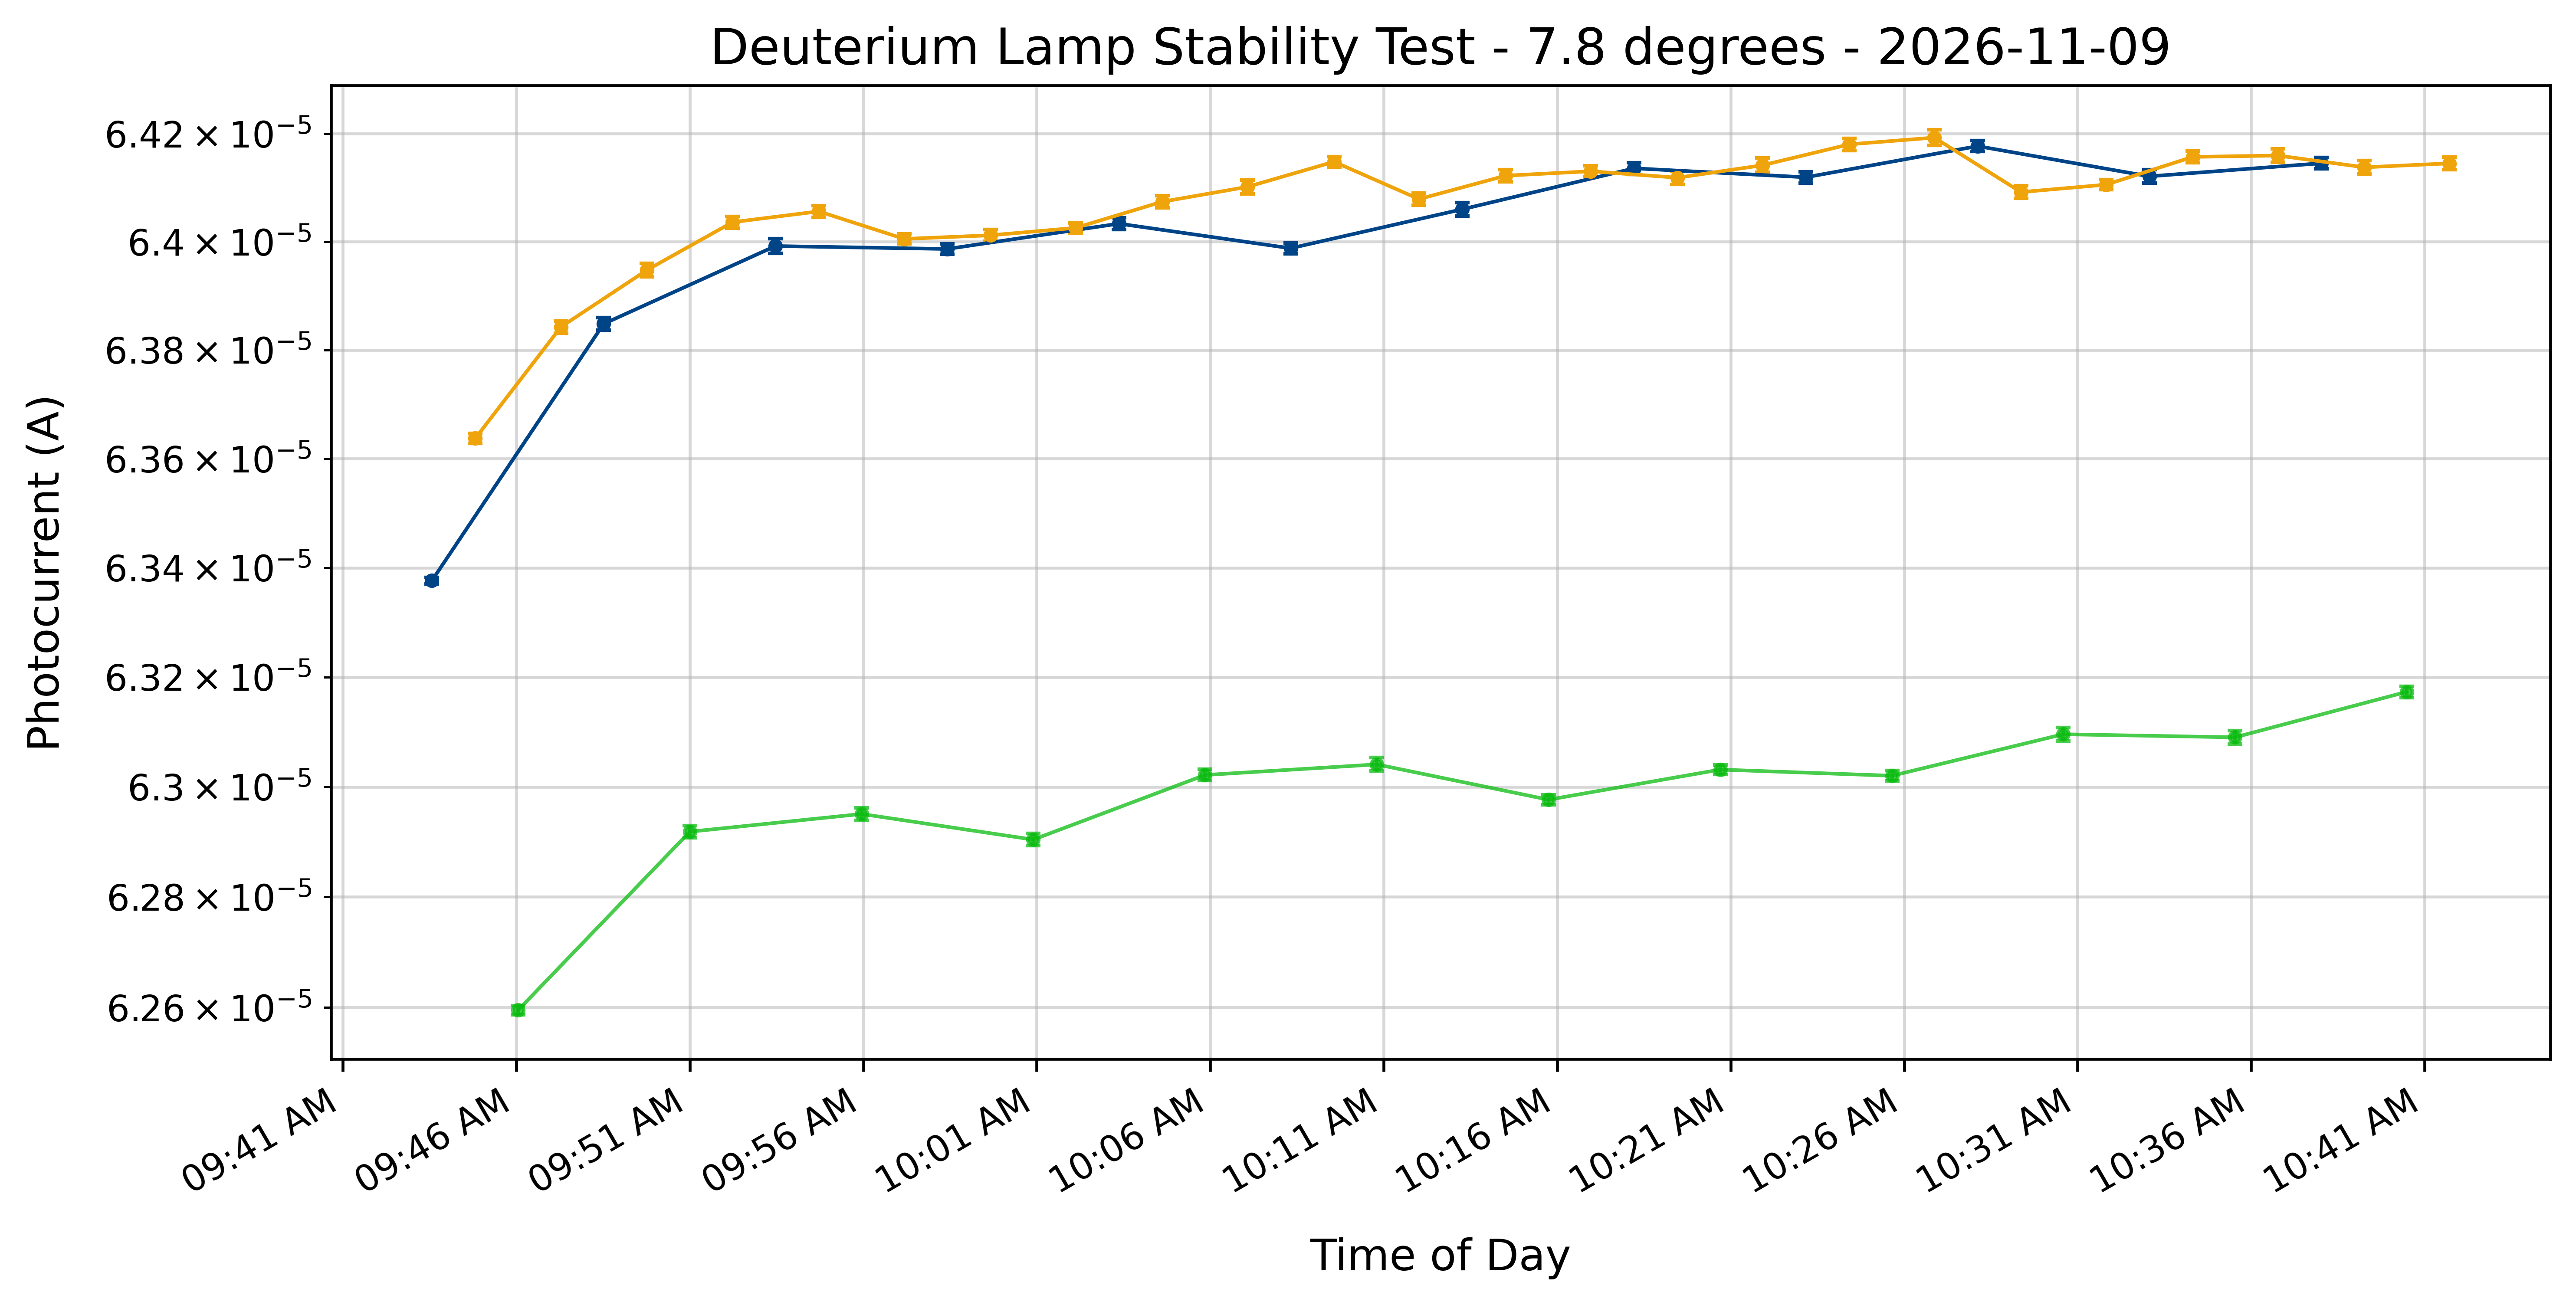 Deuterium Lamp Stability Test - 7.8 degrees - 2026-11-09
Photocurrent (A)
6.42 × 10⁻⁵
6.4 × 10⁻⁵
6.38 × 10⁻⁵
6.36 × 10⁻⁵
6.34 × 10⁻⁵
6.32 × 10⁻⁵
6.3 × 10⁻⁵
6.28 × 10⁻⁵
6.26 × 10⁻⁵
09:41 AM
09:46 AM
09:51 AM
09:56 AM
10:01 AM
10:06 AM
10:11 AM
10:16 AM
10:21 AM
10:26 AM
10:31 AM
10:36 AM
10:41 AM
Time of Day